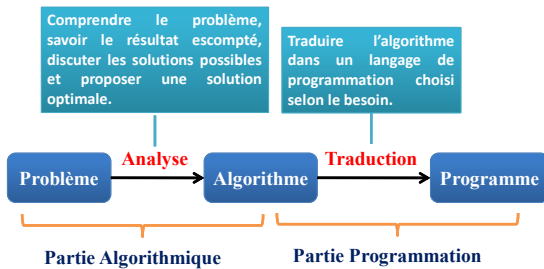 Comprendre le problème,
savoir le résultat escompté,
discuter les solutions possibles
et proposer une solution
optimale.
Traduire l'algorithme
dans un langage de
programmation choisi
selon le besoin.
Analyse
Traduction
Problème
Algorithme
Programme
Partie Algorithmique
Partie Programmation